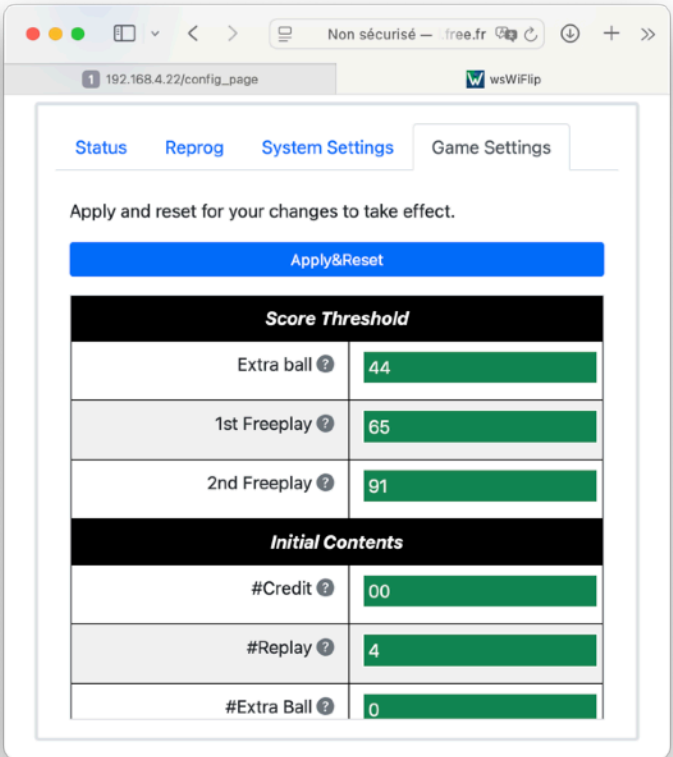 Non sécurisé — .free.fr
1 192.168.4.22/config_page
wsWiFlip
Status Reprog System Settings Game Settings
Apply and reset for your changes to take effect.
Apply&Reset
Score Threshold
Extra ball ? 44
1st Freeplay ? 65
2nd Freeplay ? 91
Initial Contents
#Credit ? 00
#Replay ? 4
#Extra Ball ? 0